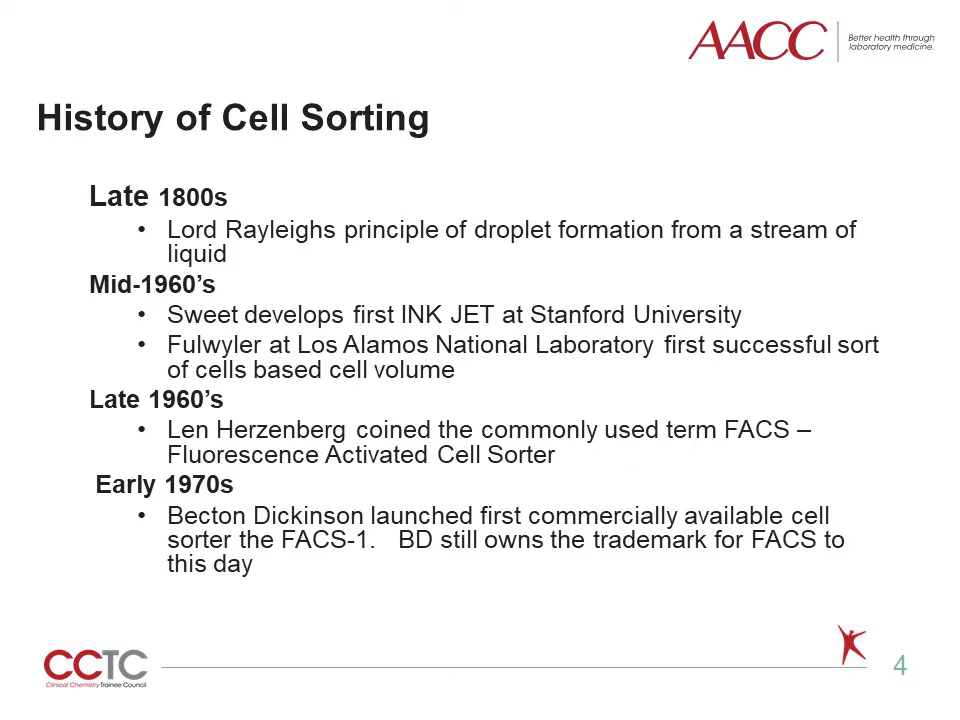 AACC
Better health through
laboratory medicine.
History of Cell Sorting
Late 1800s
• Lord Rayleighs principle of droplet formation from a stream of
liquid
Mid-1960’s
• Sweet develops first INK JET at Stanford University
• Fulwyler at Los Alamos National Laboratory first successful sort
of cells based cell volume
Late 1960’s
• Len Herzenberg coined the commonly used term FACS –
Fluorescence Activated Cell Sorter
Early 1970s
• Becton Dickinson launched first commercially available cell
sorter the FACS-1. BD still owns the trademark for FACS to
this day
CCTC
Clinical Chemistry Trainee Council
4